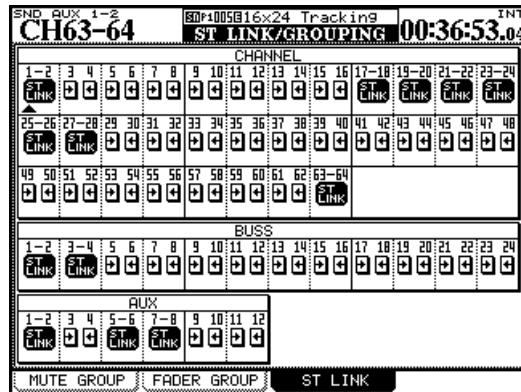 SND AUX 1-2 1005 16x24 Tracking INT
CH63-64 ST LINK/GROUPING 00:36:53.04
CHANNEL
1-2 3 4 5 6 7 8 9 10 11 12 13 14 15 16 17-18 19-20 21-22 23-24
ST LINK ST LINK ST LINK ST LINK ST LINK
25-26 27-28 29 30 31 32 33 34 35 36 37 38 39 40 41 42 43 44 45 46 47 48
ST LINK ST LINK
49 50 51 52 53 54 55 56 57 58 59 60 61 62 63-64
ST LINK
BUSS
1-2 3-4 5 6 7 8 9 10 11 12 13 14 15 16 17 18 19 20 21 22 23 24
ST LINK ST LINK
AUX
1-2 3 4 5-6 7-8 9 10 11 12
ST LINK ST LINK ST LINK
MUTE GROUP FADER GROUP ST LINK